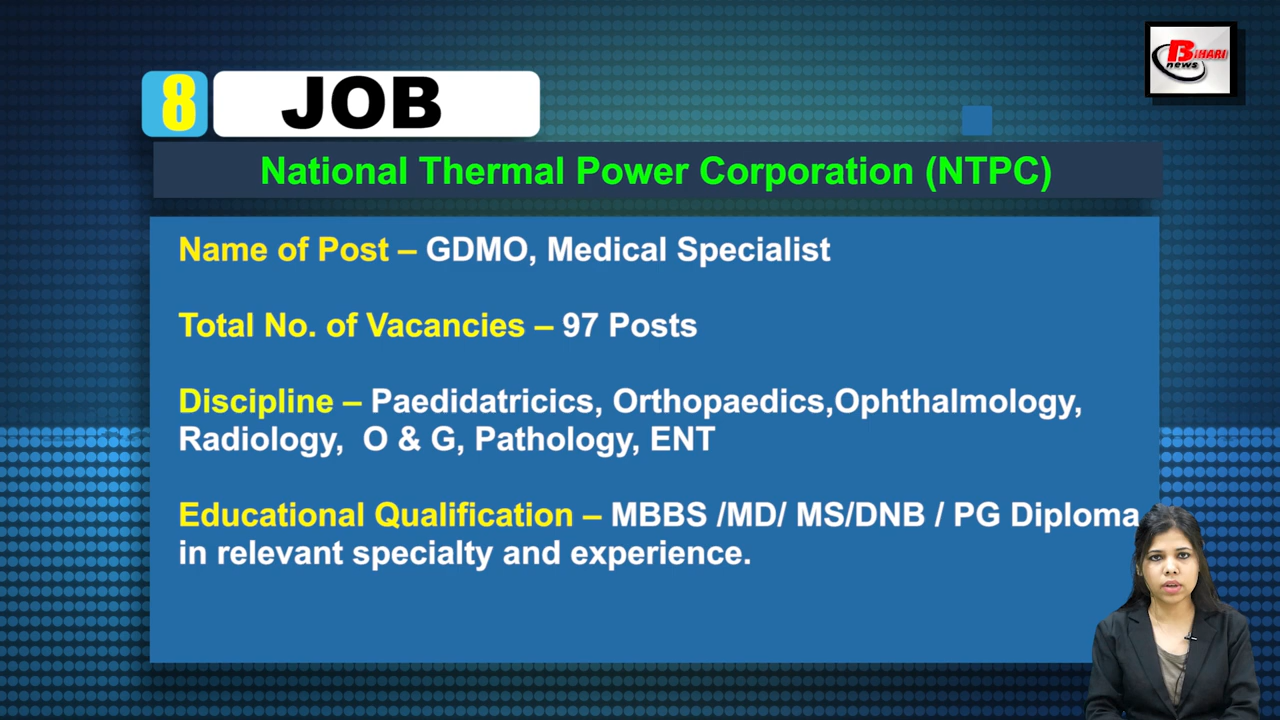 BIHARI
news
8 JOB
National Thermal Power Corporation (NTPC)
Name of Post – GDMO, Medical Specialist
Total No. of Vacancies – 97 Posts
Discipline – Paedidatricics, Orthopaedics,Ophthalmology,
Radiology, O & G, Pathology, ENT
Educational Qualification – MBBS /MD/ MS/DNB / PG Diploma
in relevant specialty and experience.